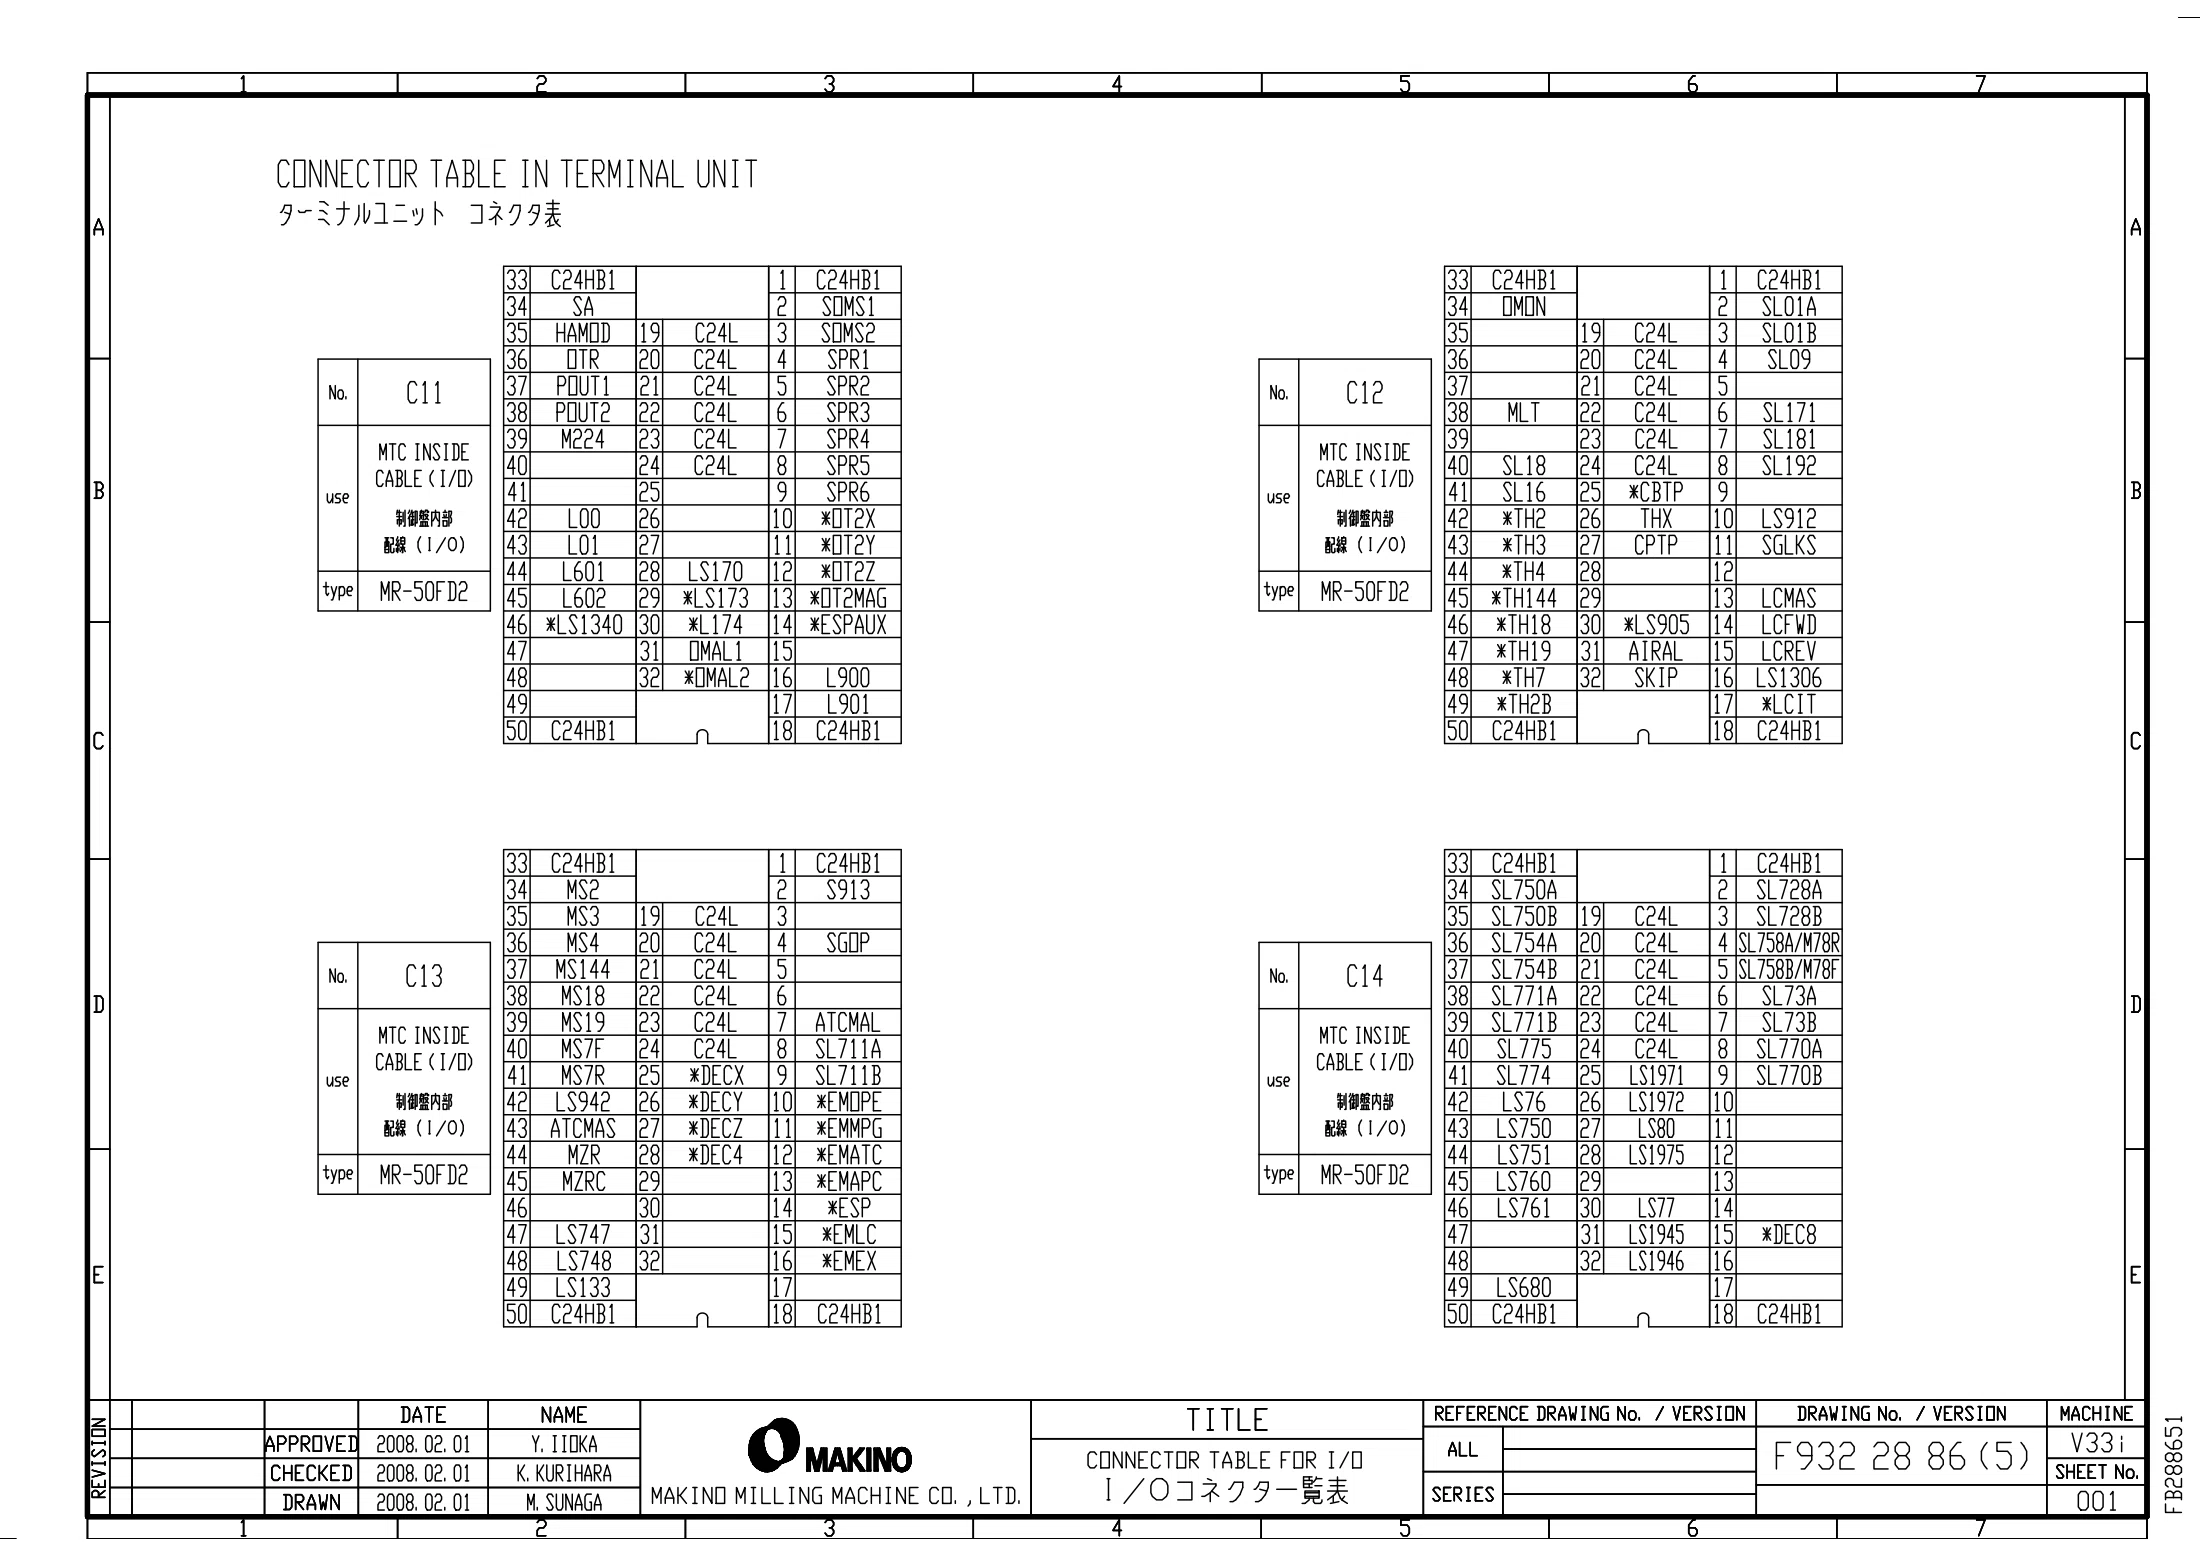 1 2 3 4 5 6 7
CONNECTOR TABLE IN TERMINAL UNIT
ターミナルユニット コネクタ表
A A
B B
C C
D D
E E
No. C11
use MTC INSIDE
CABLE(I/O)
制御盤内部
配線(I/O)
type MR-50FD2
33 C24HB1 1 C24HB1
34 SA 2 SOMS1
35 HAMOD 19 C24L 3 SOMS2
36 OTR 20 C24L 4 SPR1
37 POUT1 21 C24L 5 SPR2
38 POUT2 22 C24L 6 SPR3
39 M224 23 C24L 7 SPR4
40 24 C24L 8 SPR5
41 25 9 SPR6
42 L00 26 10 *OT2X
43 L01 27 11 *OT2Y
44 L601 28 LS170 12 *OT2Z
45 L602 29 *LS173 13 *OT2MAG
46 *LS1340 30 *L174 14 *ESPAUX
47 31 OMAL1 15
48 32 *OMAL2 16 L900
49 17 L901
50 C24HB1 18 C24HB1
No. C12
use MTC INSIDE
CABLE(I/O)
制御盤内部
配線(I/O)
type MR-50FD2
33 C24HB1 1 C24HB1
34 OMON 2 SL01A
35 19 C24L 3 SL01B
36 20 C24L 4 SL09
37 21 C24L 5
38 MLT 22 C24L 6 SL171
39 23 C24L 7 SL181
40 SL18 24 C24L 8 SL192
41 SL16 25 *CBTP 9
42 *TH2 26 THX 10 LS912
43 *TH3 27 CPTP 11 SGLKS
44 *TH4 28 12
45 *TH144 29 13 LCMAS
46 *TH18 30 *LS905 14 LCFWD
47 *TH19 31 AIRAL 15 LCREV
48 *TH7 32 SKIP 16 LS1306
49 *TH2B 17 *LCIT
50 C24HB1 18 C24HB1
No. C13
use MTC INSIDE
CABLE(I/O)
制御盤内部
配線(I/O)
type MR-50FD2
33 C24HB1 1 C24HB1
34 MS2 2 S913
35 MS3 19 C24L 3
36 MS4 20 C24L 4 SGOP
37 MS144 21 C24L 5
38 MS18 22 C24L 6
39 MS19 23 C24L 7 ATCMAL
40 MS7F 24 C24L 8 SL711A
41 MS7R 25 *DECX 9 SL711B
42 LS942 26 *DECY 10 *EMOPE
43 ATCMAS 27 *DECZ 11 *EMMPG
44 MZR 28 *DEC4 12 *EMATC
45 MZRC 29 13 *EMAPC
46 30 14 *ESP
47 LS747 31 15 *EMLC
48 LS748 32 16 *EMEX
49 LS133 17
50 C24HB1 18 C24HB1
No. C14
use MTC INSIDE
CABLE(I/O)
制御盤内部
配線(I/O)
type MR-50FD2
33 C24HB1 1 C24HB1
34 SL750A 2 SL728A
35 SL750B 19 C24L 3 SL728B
36 SL754A 20 C24L 4 SL758A/M78R
37 SL754B 21 C24L 5 SL758B/M78F
38 SL771A 22 C24L 6 SL73A
39 SL771B 23 C24L 7 SL73B
40 SL775 24 C24L 8 SL770A
41 SL774 25 LS1971 9 SL770B
42 LS76 26 LS1972 10
43 LS750 27 LS80 11
44 LS751 28 LS1975 12
45 LS760 29 13
46 LS761 30 LS77 14
47 31 LS1945 15 *DEC8
48 32 LS1946 16
49 LS680 17
50 C24HB1 18 C24HB1
REVISION
DATE NAME
APPROVED 2008.02.01 Y. IIOKA
CHECKED 2008.02.01 K. KURIHARA
DRAWN 2008.02.01 M. SUNAGA
MAKINO
MAKINO MILLING MACHINE CO.,LTD.
TITLE
CONNECTOR TABLE FOR I/O
I/Oコネクター覧表
REFERENCE DRAWING No. / VERSION
ALL
SERIES
DRAWING No. / VERSION
F932 28 86 (5)
MACHINE
V33i
SHEET No.
001
FB288651
1 2 3 4 5 6 7